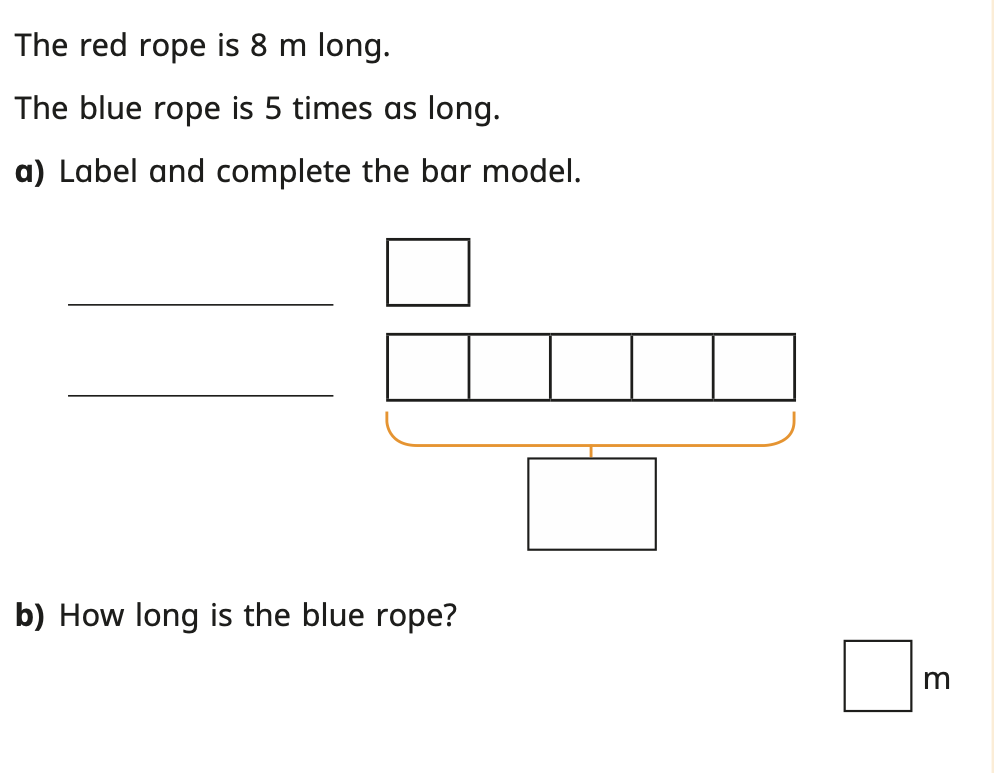 The red rope is 8 m long.
The blue rope is 5 times as long.
a) Label and complete the bar model.
b) How long is the blue rope?
m